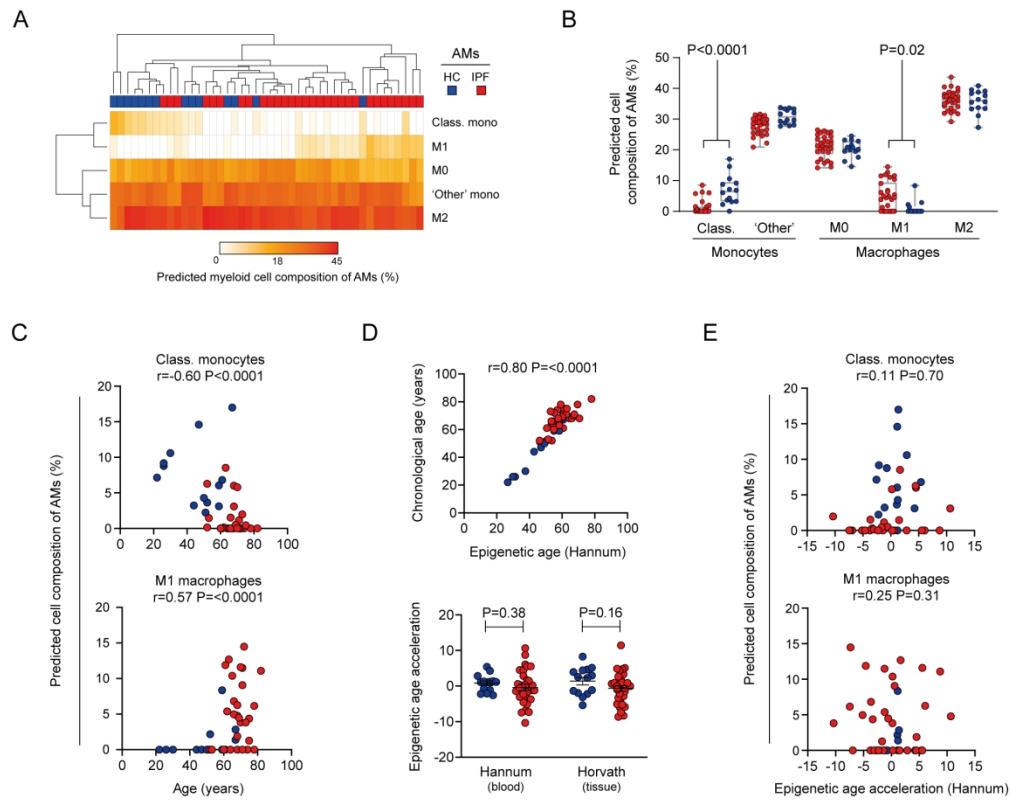 A
AMs
HC IPF
Class. mono
M1
M0
‘Other’ mono
M2
0 18 45
Predicted myeloid cell composition of AMs (%)
B
P<0.0001
P=0.02
Predicted cell
composition of AMs (%)
50
40
30
20
10
0
Class. ‘Other’ M0 M1 M2
Monocytes Macrophages
C
Predicted cell composition of AMs (%)
Class. monocytes
r=-0.60 P<0.0001
20
15
10
5
0
0 20 40 60 80 100
M1 macrophages
r=0.57 P=<0.0001
20
15
10
5
0
0 20 40 60 80 100
Age (years)
D
r=0.80 P=<0.0001
Chronological age (years)
100
80
60
40
20
0
0 20 40 60 80 100
Epigenetic age (Hannum)
P=0.38 P=0.16
Epigenetic age acceleration
20
10
0
-10
-20
Hannum Horvath
(blood) (tissue)
E
Predicted cell composition of AMs (%)
Class. monocytes
r=0.11 P=0.70
20
15
10
5
0
-15 -10 -5 0 5 10 15
M1 macrophages
r=0.25 P=0.31
20
15
10
5
0
-15 -10 -5 0 5 10 15
Epigenetic age acceleration (Hannum)